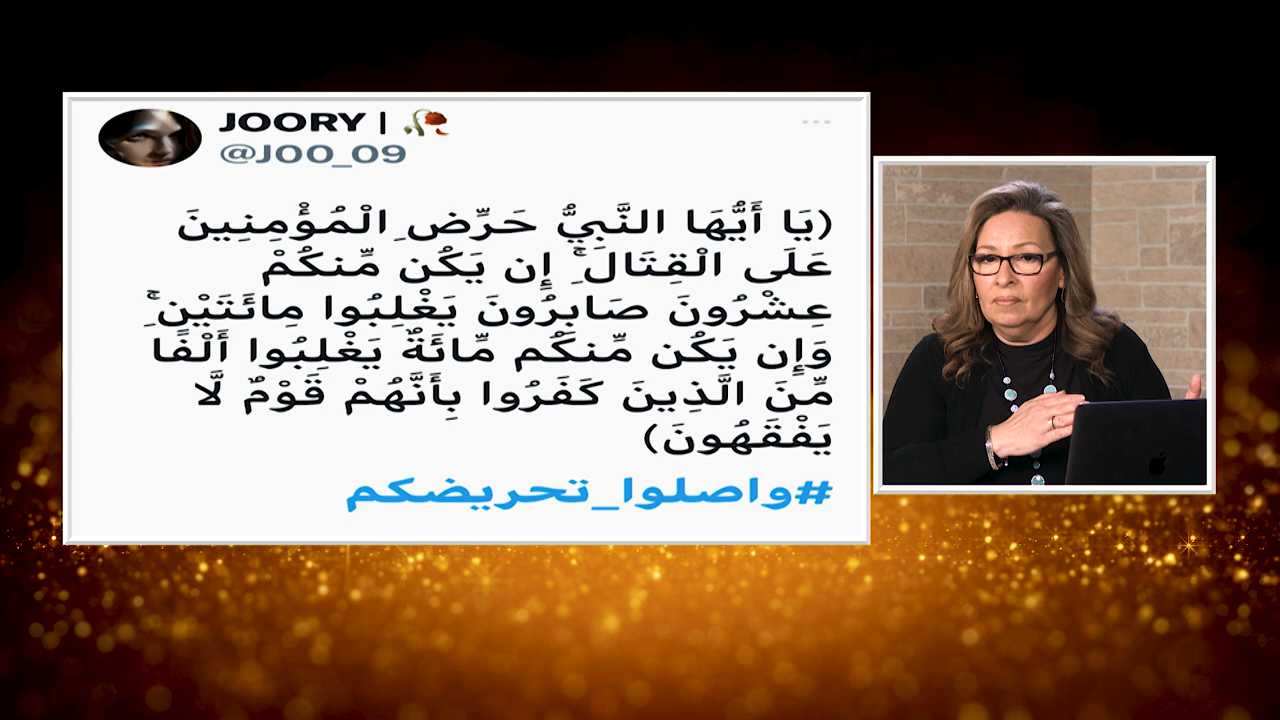 JOORY | 🥀
@JOO_09
(يَا أَيُّهَا النَّبِيُّ حَرِّضِ الْمُؤْمِنِينَ
عَلَى الْقِتَالِ ۚ إِن يَكُن مِّنكُمْ
عِشْرُونَ صَابِرُونَ يَغْلِبُوا مِائَتَيْنِ ۚ
وَإِن يَكُن مِّنكُم مِّائَةٌ يَغْلِبُوا أَلْفًا
مِّنَ الَّذِينَ كَفَرُوا بِأَنَّهُمْ قَوْمٌ لَّا
يَفْقَهُونَ)
#واصلوا_تحريضكم